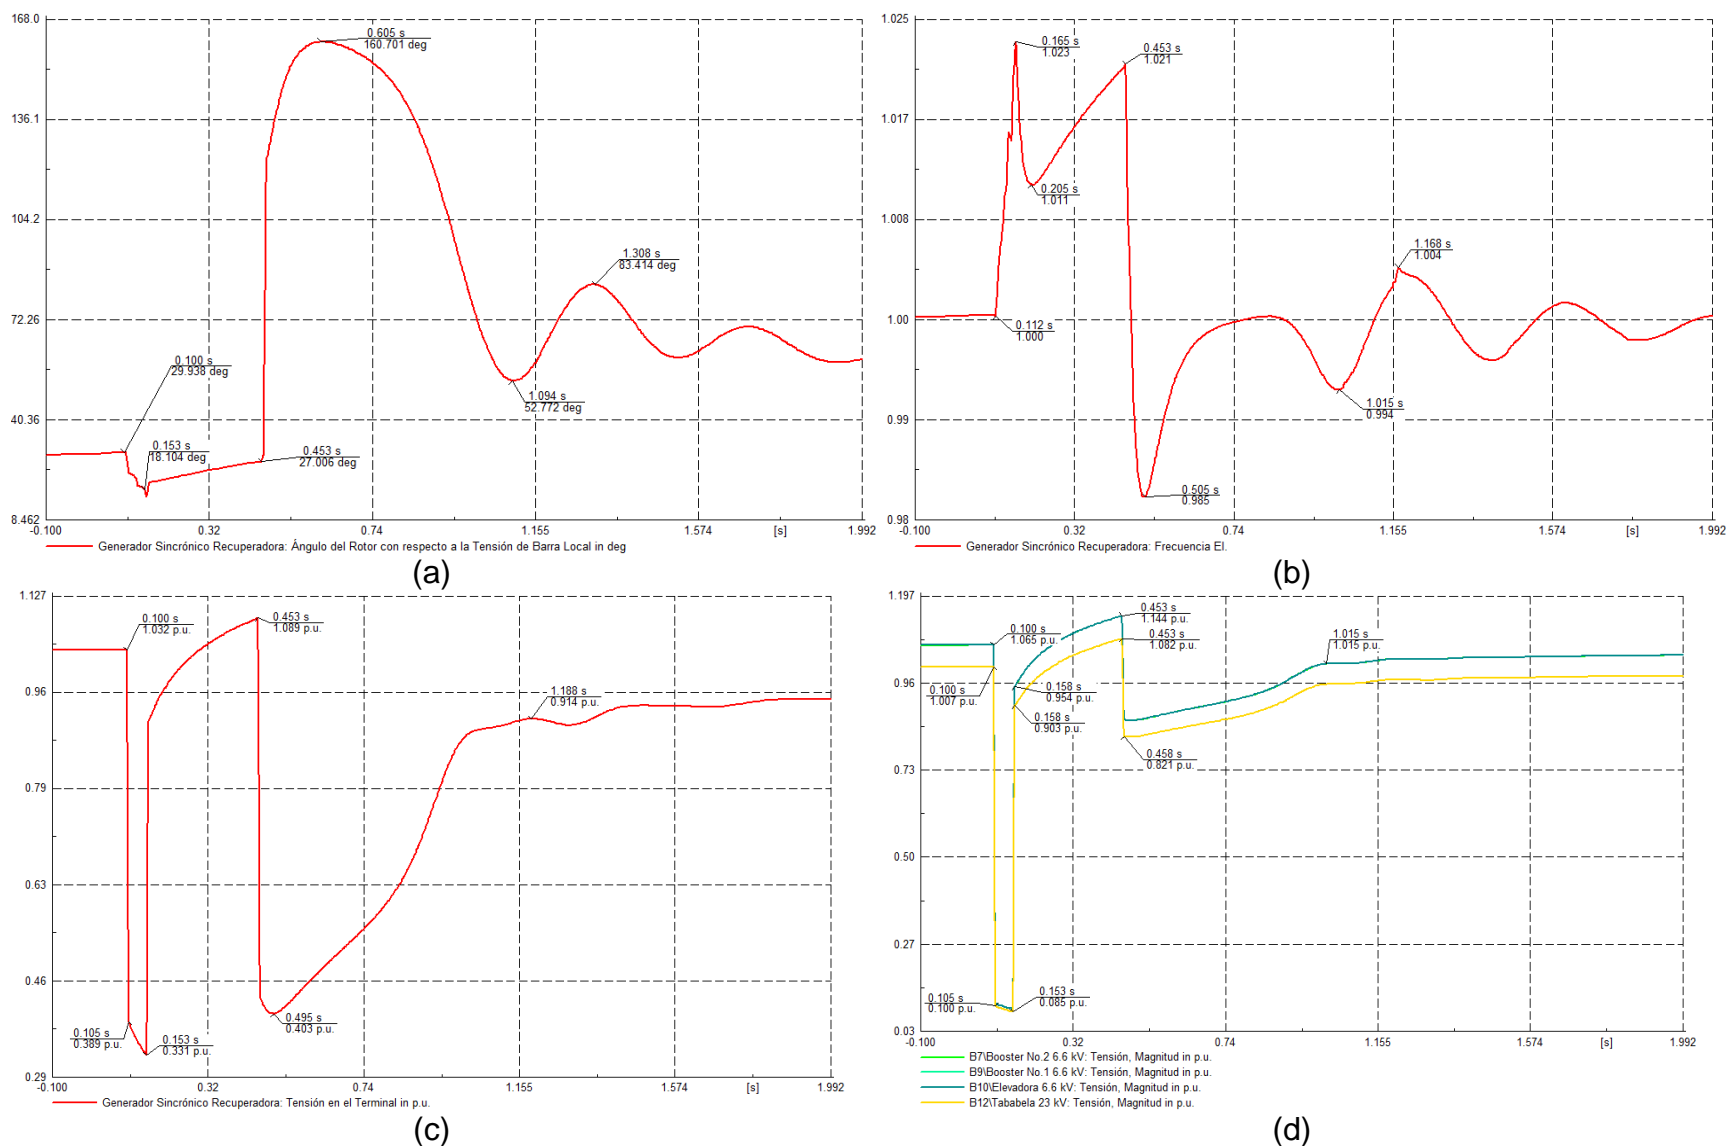 168.0
136.1
104.2
72.26
40.36
8.462
-0.100
0.32
0.74
1.155
1.574
[s]
1.992
0.605 s
160.701 deg
1.308 s
83.414 deg
0.100 s
29.938 deg
1.094 s
52.772 deg
0.153 s
18.104 deg
0.453 s
27.006 deg
Generador Sincrónico Recuperadora: Ángulo del Rotor con respecto a la Tensión de Barra Local in deg
(a)
1.025
1.017
1.008
1.00
0.99
0.98
-0.100
0.32
0.74
1.155
1.574
[s]
1.992
0.165 s
1.023
0.453 s
1.021
0.205 s
1.011
1.168 s
1.004
0.112 s
1.000
1.015 s
0.994
0.505 s
0.985
Generador Sincrónico Recuperadora: Frecuencia El.
(b)
1.127
0.96
0.79
0.63
0.46
0.29
-0.100
0.32
0.74
1.155
1.574
[s]
1.992
0.100 s
1.032 p.u.
0.453 s
1.089 p.u.
1.188 s
0.914 p.u.
0.105 s
0.389 p.u.
0.153 s
0.331 p.u.
0.495 s
0.403 p.u.
Generador Sincrónico Recuperadora: Tensión en el Terminal in p.u.
(c)
1.197
0.96
0.73
0.50
0.27
0.03
-0.100
0.32
0.74
1.155
1.574
[s]
1.992
0.453 s
1.144 p.u.
0.100 s
1.065 p.u.
0.453 s
1.082 p.u.
1.015 s
1.015 p.u.
0.100 s
1.007 p.u.
0.158 s
0.954 p.u.
0.158 s
0.903 p.u.
0.458 s
0.821 p.u.
0.105 s
0.100 p.u.
0.153 s
0.085 p.u.
B7\Booster No.2 6.6 kV: Tensión, Magnitud in p.u.
B9\Booster No.1 6.6 kV: Tensión, Magnitud in p.u.
B10\Elevadora 6.6 kV: Tensión, Magnitud in p.u.
B12\Tababela 23 kV: Tensión, Magnitud in p.u.
(d)